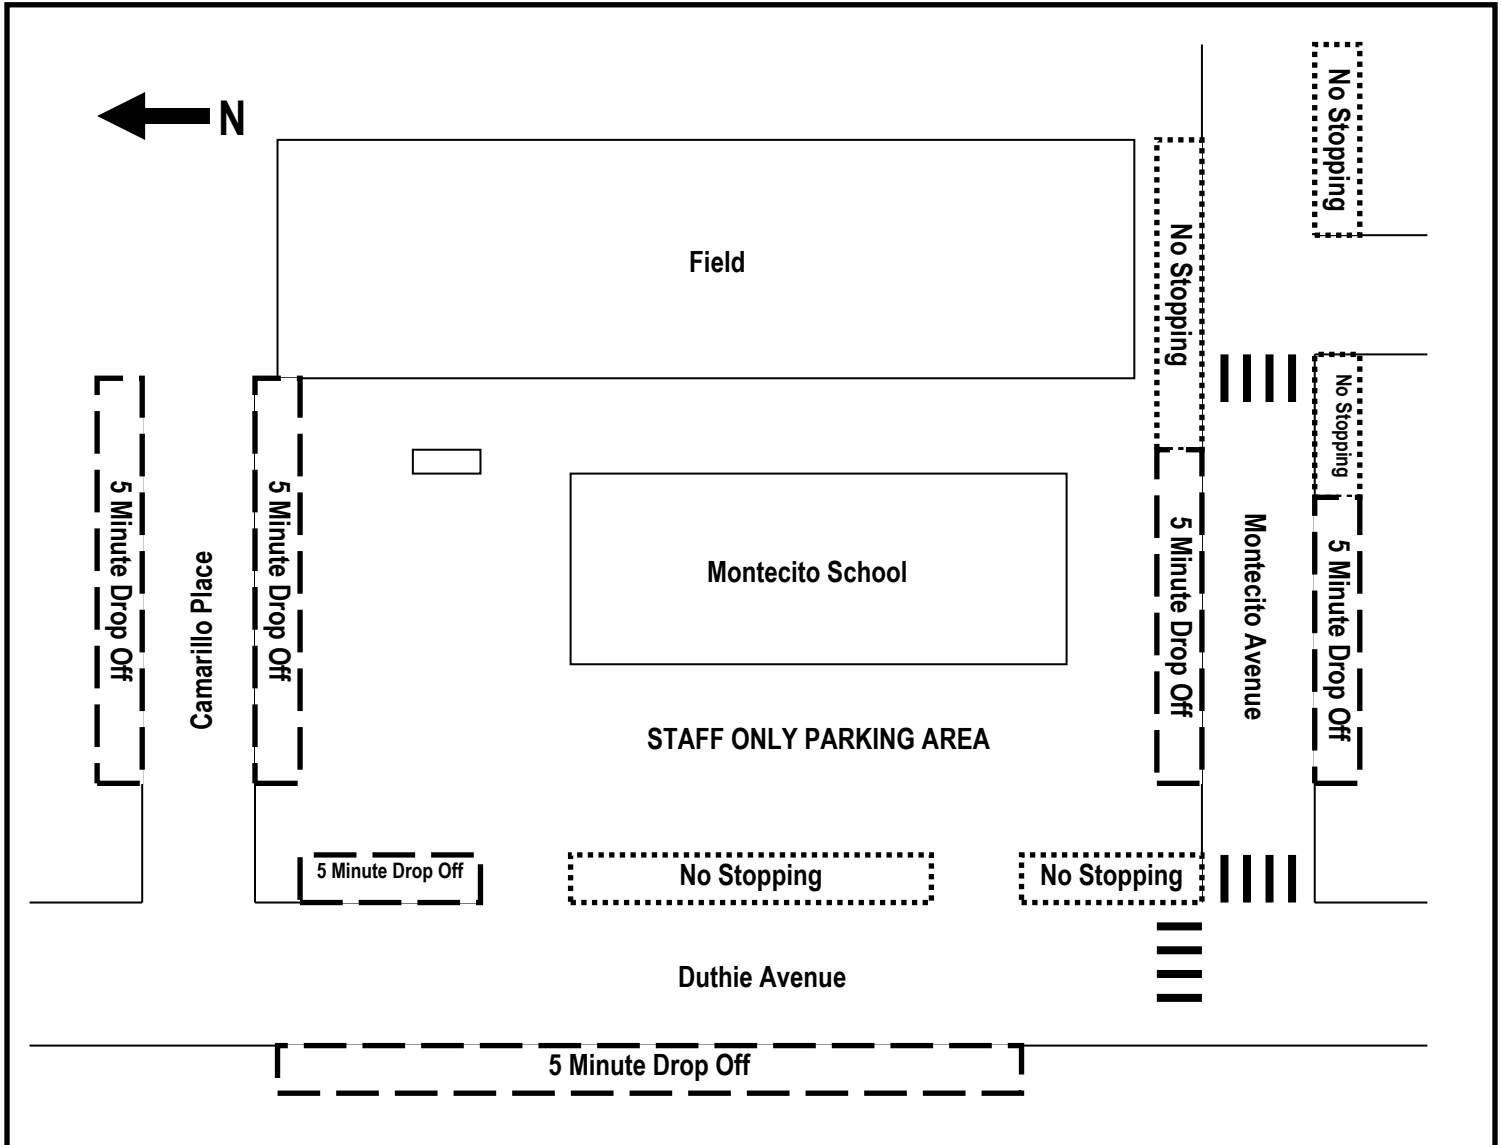 No Stopping
N
No Stopping
Field
No Stopping
5 Minute Drop Off
5 Minute Drop Off
Camarillo Place
Montecito School
5 Minute Drop Off
Montecito Avenue
5 Minute Drop Off
STAFF ONLY PARKING AREA
5 Minute Drop Off
No Stopping
No Stopping
Duthie Avenue
5 Minute Drop Off